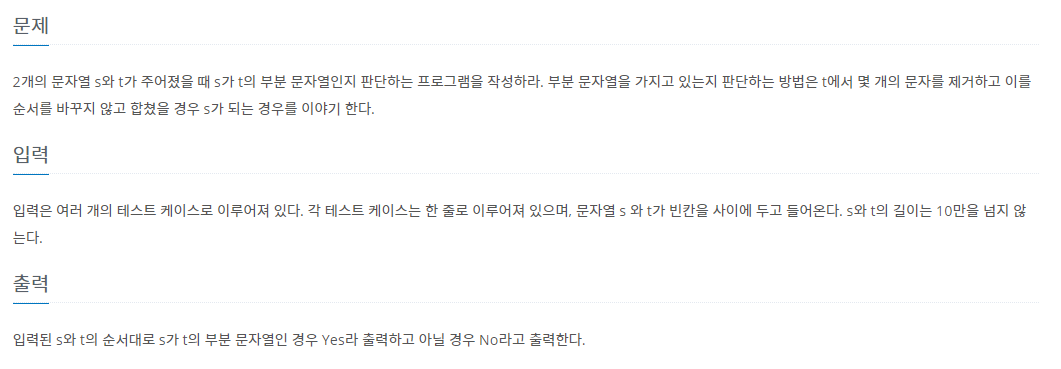 문제
2개의 문자열 s와 t가 주어졌을 때 s가 t의 부분 문자열인지 판단하는 프로그램을 작성하라. 부분 문자열을 가지고 있는지 판단하는 방법은 t에서 몇 개의 문자를 제거하고 이를
순서를 바꾸지 않고 합쳤을 경우 s가 되는 경우를 이야기 한다.
입력
입력은 여러 개의 테스트 케이스로 이루어져 있다. 각 테스트 케이스는 한 줄로 이루어져 있으며, 문자열 s 와 t가 빈칸을 사이에 두고 들어온다. s와 t의 길이는 10만을 넘지 않
는다.
출력
입력된 s와 t의 순서대로 s가 t의 부분 문자열인 경우 Yes라 출력하고 아닐 경우 No라고 출력한다.